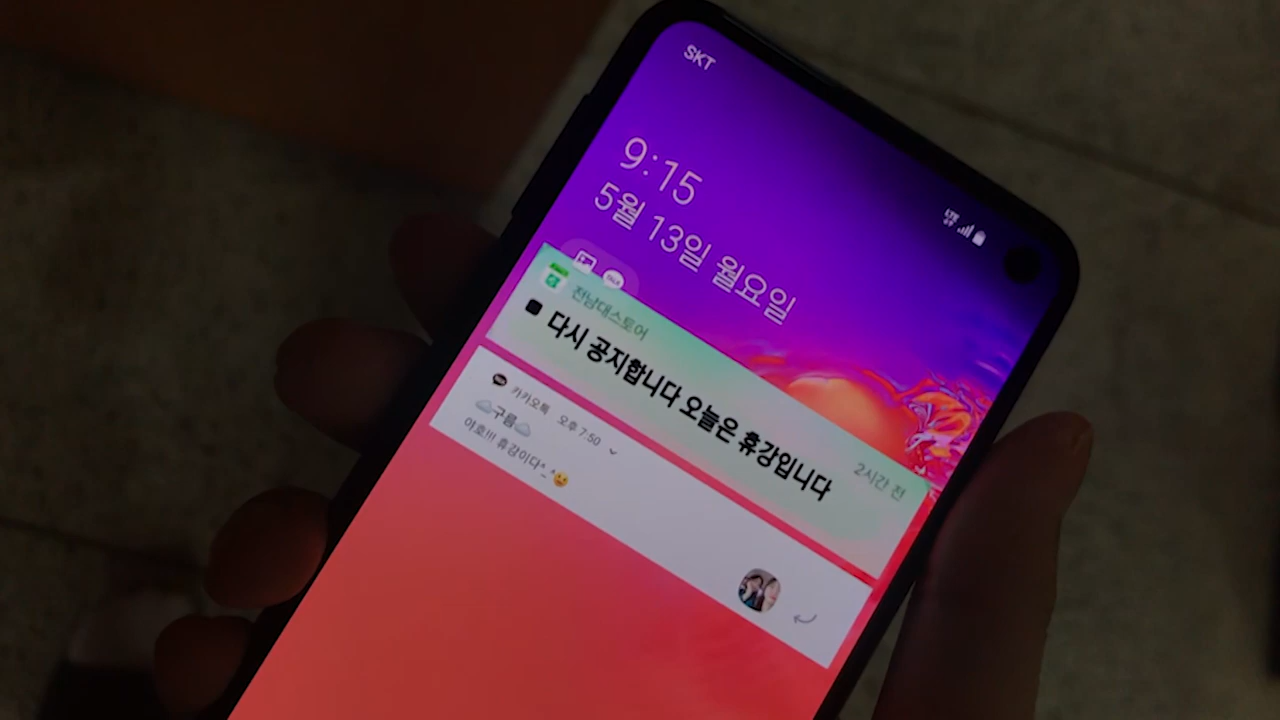 SKT
LTE
9:15
5월 13일 월요일
TALK
전남대스토어
■ 다시 공지합니다 오늘은 휴강입니다
2시간 전
카카오톡 오후 7:50
☁️구름☁️
야호!!! 휴강이다^_^😀